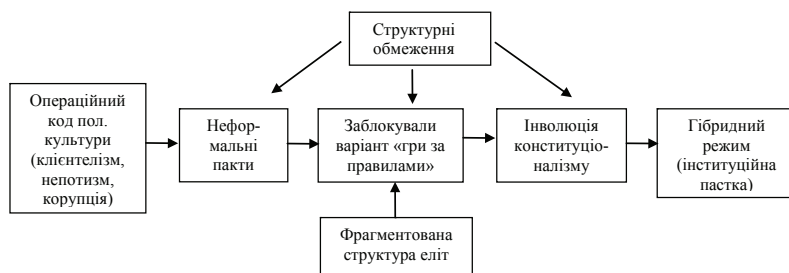 Структурні
обмеження
Операційний
код пол.
культури
(клієнтелізм,
непотизм,
корупція)
Нефор-
мальні
пакти
Заблокували
варіант «гри за
правилами»
Інволюція
конституціо-
налізму
Гібридний
режим
(інституційна
пастка)
Фрагментована
структура еліт